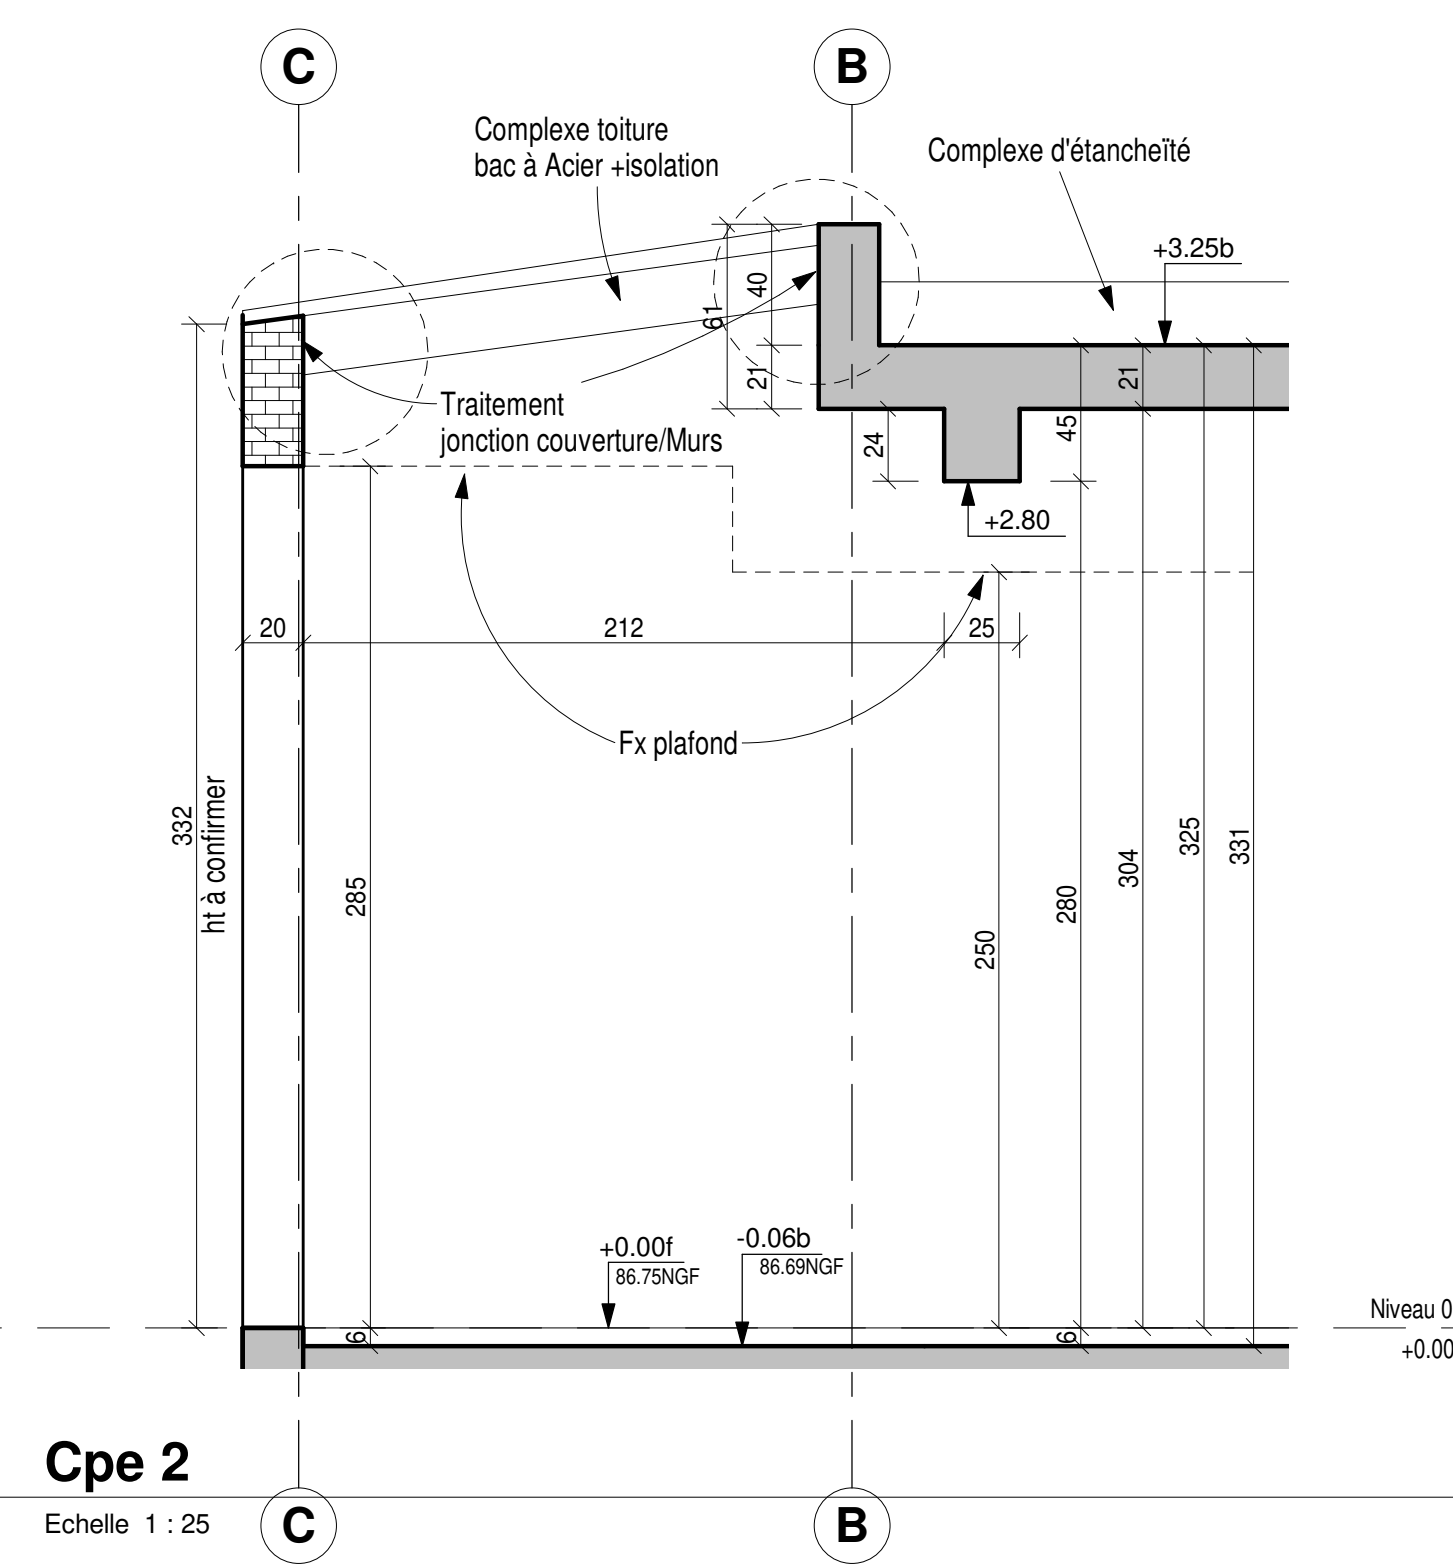 C
B
Complexe toiture
bac à Acier +isolation
Complexe d'étancheïté
+3.25b
40
61
21
21
45
24
Traitement
jonction couverture/Murs
+2.80
20
212
25
Fx plafond
332
ht à confirmer
285
250
280
304
325
331
+0.00f
86.75NGF
-0.06b
86.69NGF
6
6
Niveau 0
+0.00
Cpe 2
Echelle 1 : 25
C
B